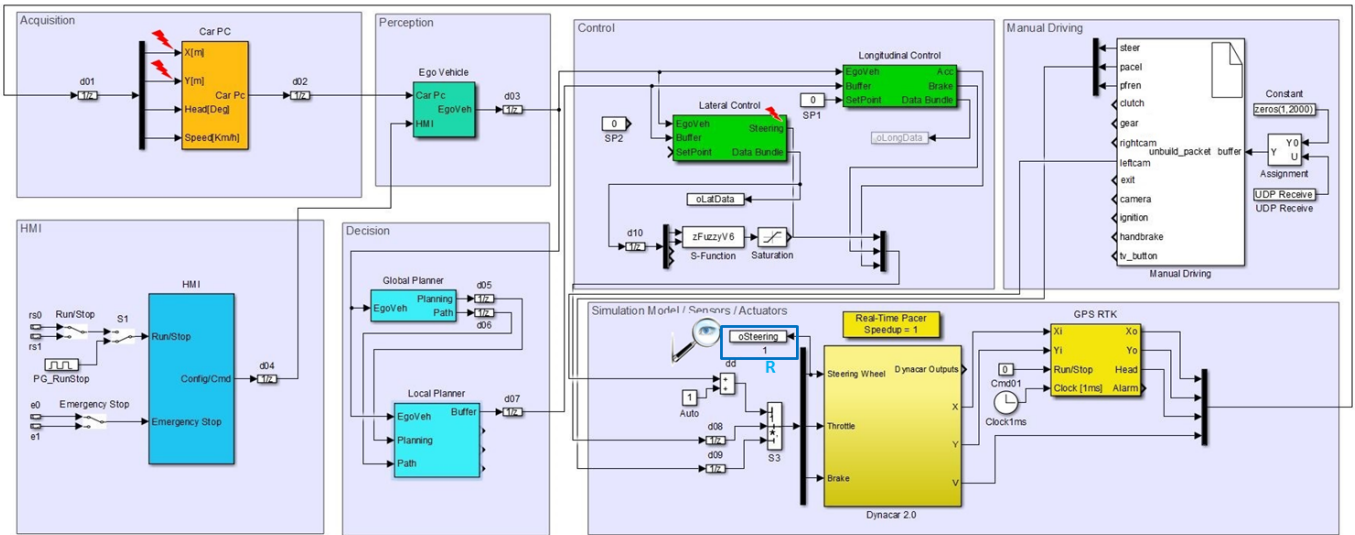 Acquisition
Car PC
X[m]
Y[m]
Head[Deg]
Speed[Km/h]
Car Pc
d01
1/z
d02
1/z
Perception
Ego Vehicle
Car Pc
EgoVeh
HMI
d03
1/z
Control
Longitudinal Control
EgoVeh
Acc
Buffer
Brake
SetPoint
Data Bundle
0
SP1
oLongData
Lateral Control
EgoVeh
Steering
Buffer
SetPoint
Data Bundle
0
SP2
oLatData
d10
1/z
zFuzzyV6
S-Function
Saturation
Manual Driving
steer
pacel
pfren
clutch
gear
rightcam
leftcam
exit
camera
ignition
handbrake
tv_button
unbuild_packet
buffer
Manual Driving
Constant
zeros(1,2000)
Y0
Y
U
Assignment
UDP Receive
UDP Receive
HMI
HMI
Run/Stop
Config/Cmd
Emergency Stop
rs0
rs1
Run/Stop
S1
PG_RunStop
e0
e1
Emergency Stop
d04
1/z
Decision
Global Planner
EgoVeh
Planning
Path
d05
1/z
1/z
d06
Local Planner
EgoVeh
Buffer
Planning
Path
d07
1/z
Simulation Model / Sensors / Actuators
oSteering
1
R
dd
+
+
1
Auto
d08
1/z
d09
1/z
*
S3
Real-Time Pacer
Speedup = 1
Steering Wheel
Dynacar Outputs
X
Throttle
Y
Brake
V
Dynacar 2.0
GPS RTK
Xi
Xo
Yi
Yo
Run/Stop
Head
Clock [1ms]
Alarm
0
Cmd01
Clock1ms